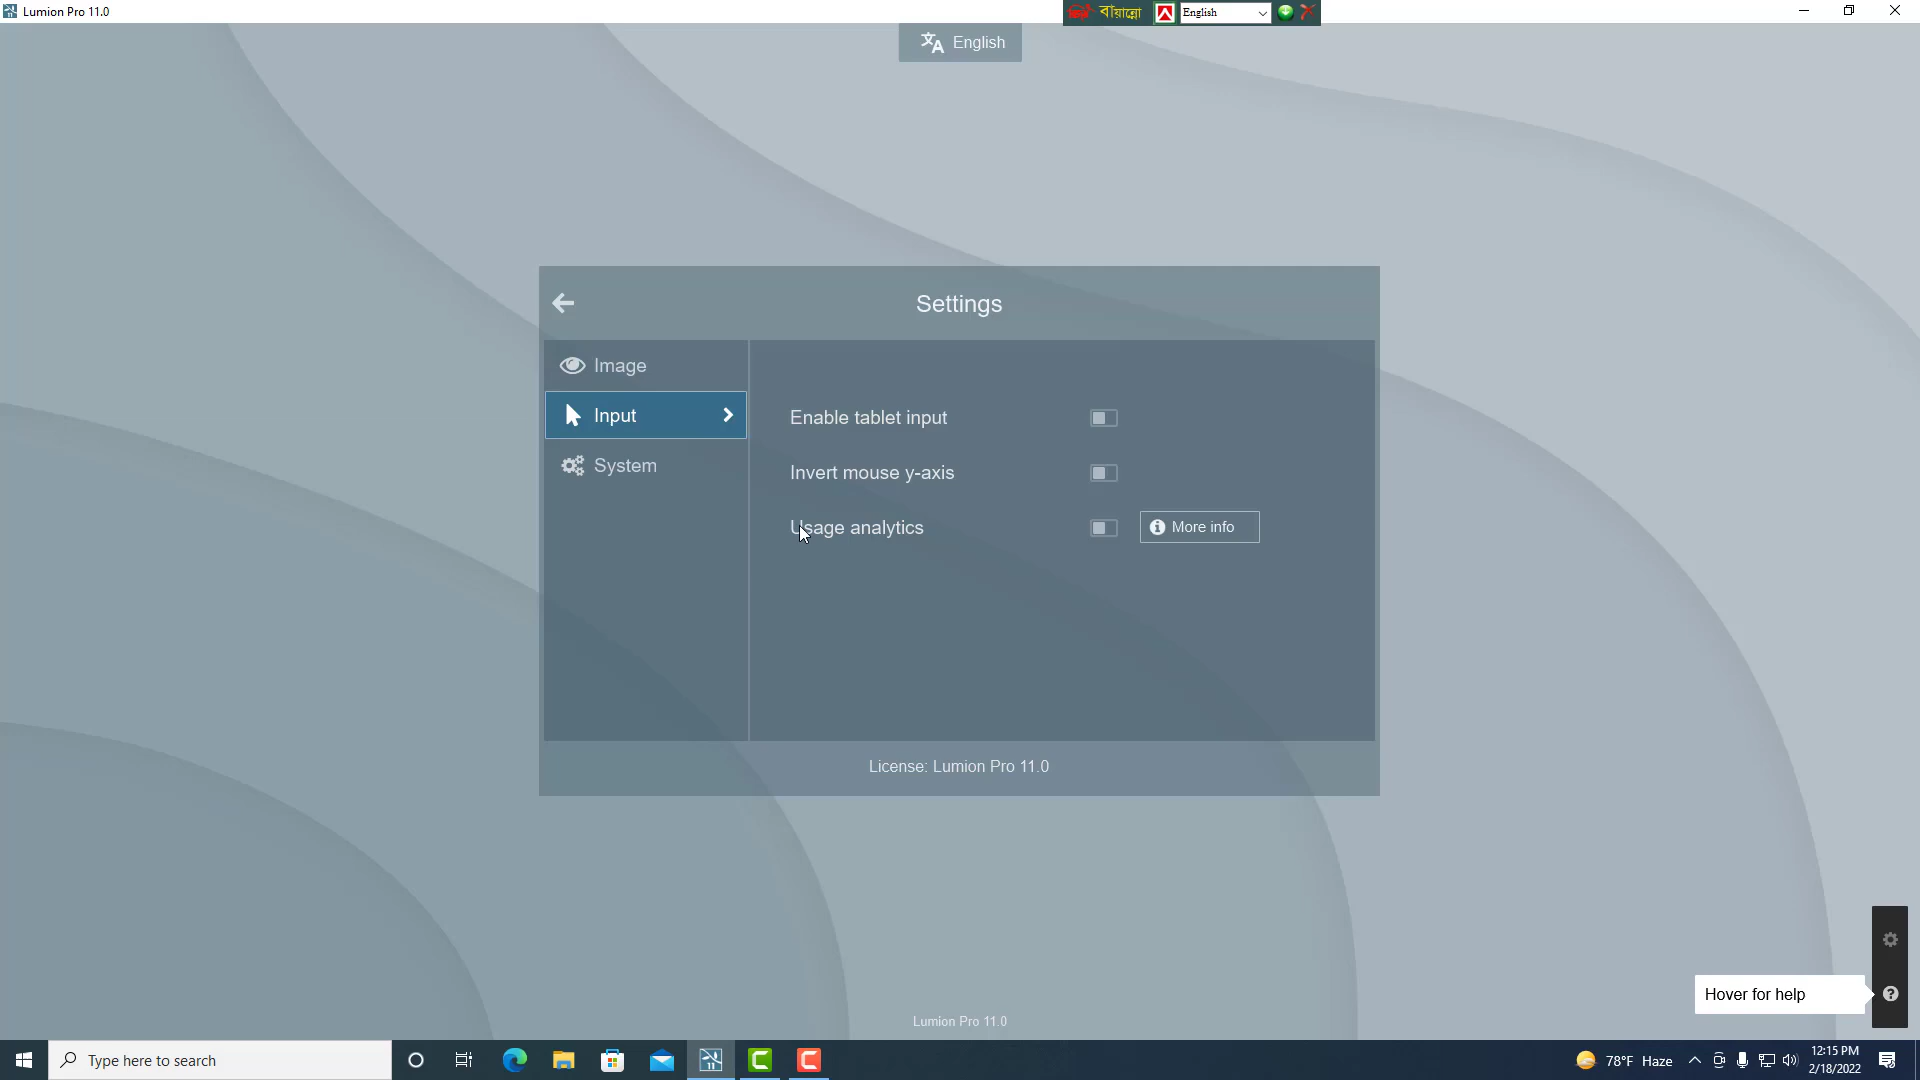 Lumion Pro 11.0
বায়ান্নো
English
English
Settings
Image
Input
System
Enable tablet input
Invert mouse y-axis
Usage analytics
More info
License: Lumion Pro 11.0
Hover for help
Lumion Pro 11.0
Type here to search
78°F Haze
12:15 PM
2/18/2022